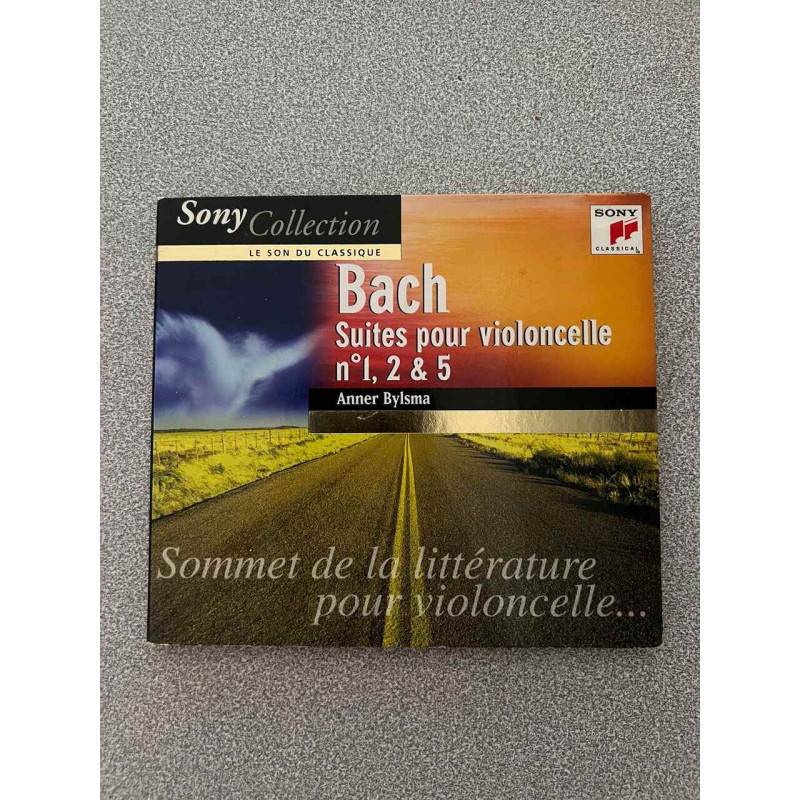 Sony Collection
LE SON DU CLASSIQUE
SONY
CLASSICAL
Bach
Suites pour violoncelle
n°1, 2 & 5
Anner Bylsma
Sommet de la littérature
pour violoncelle...